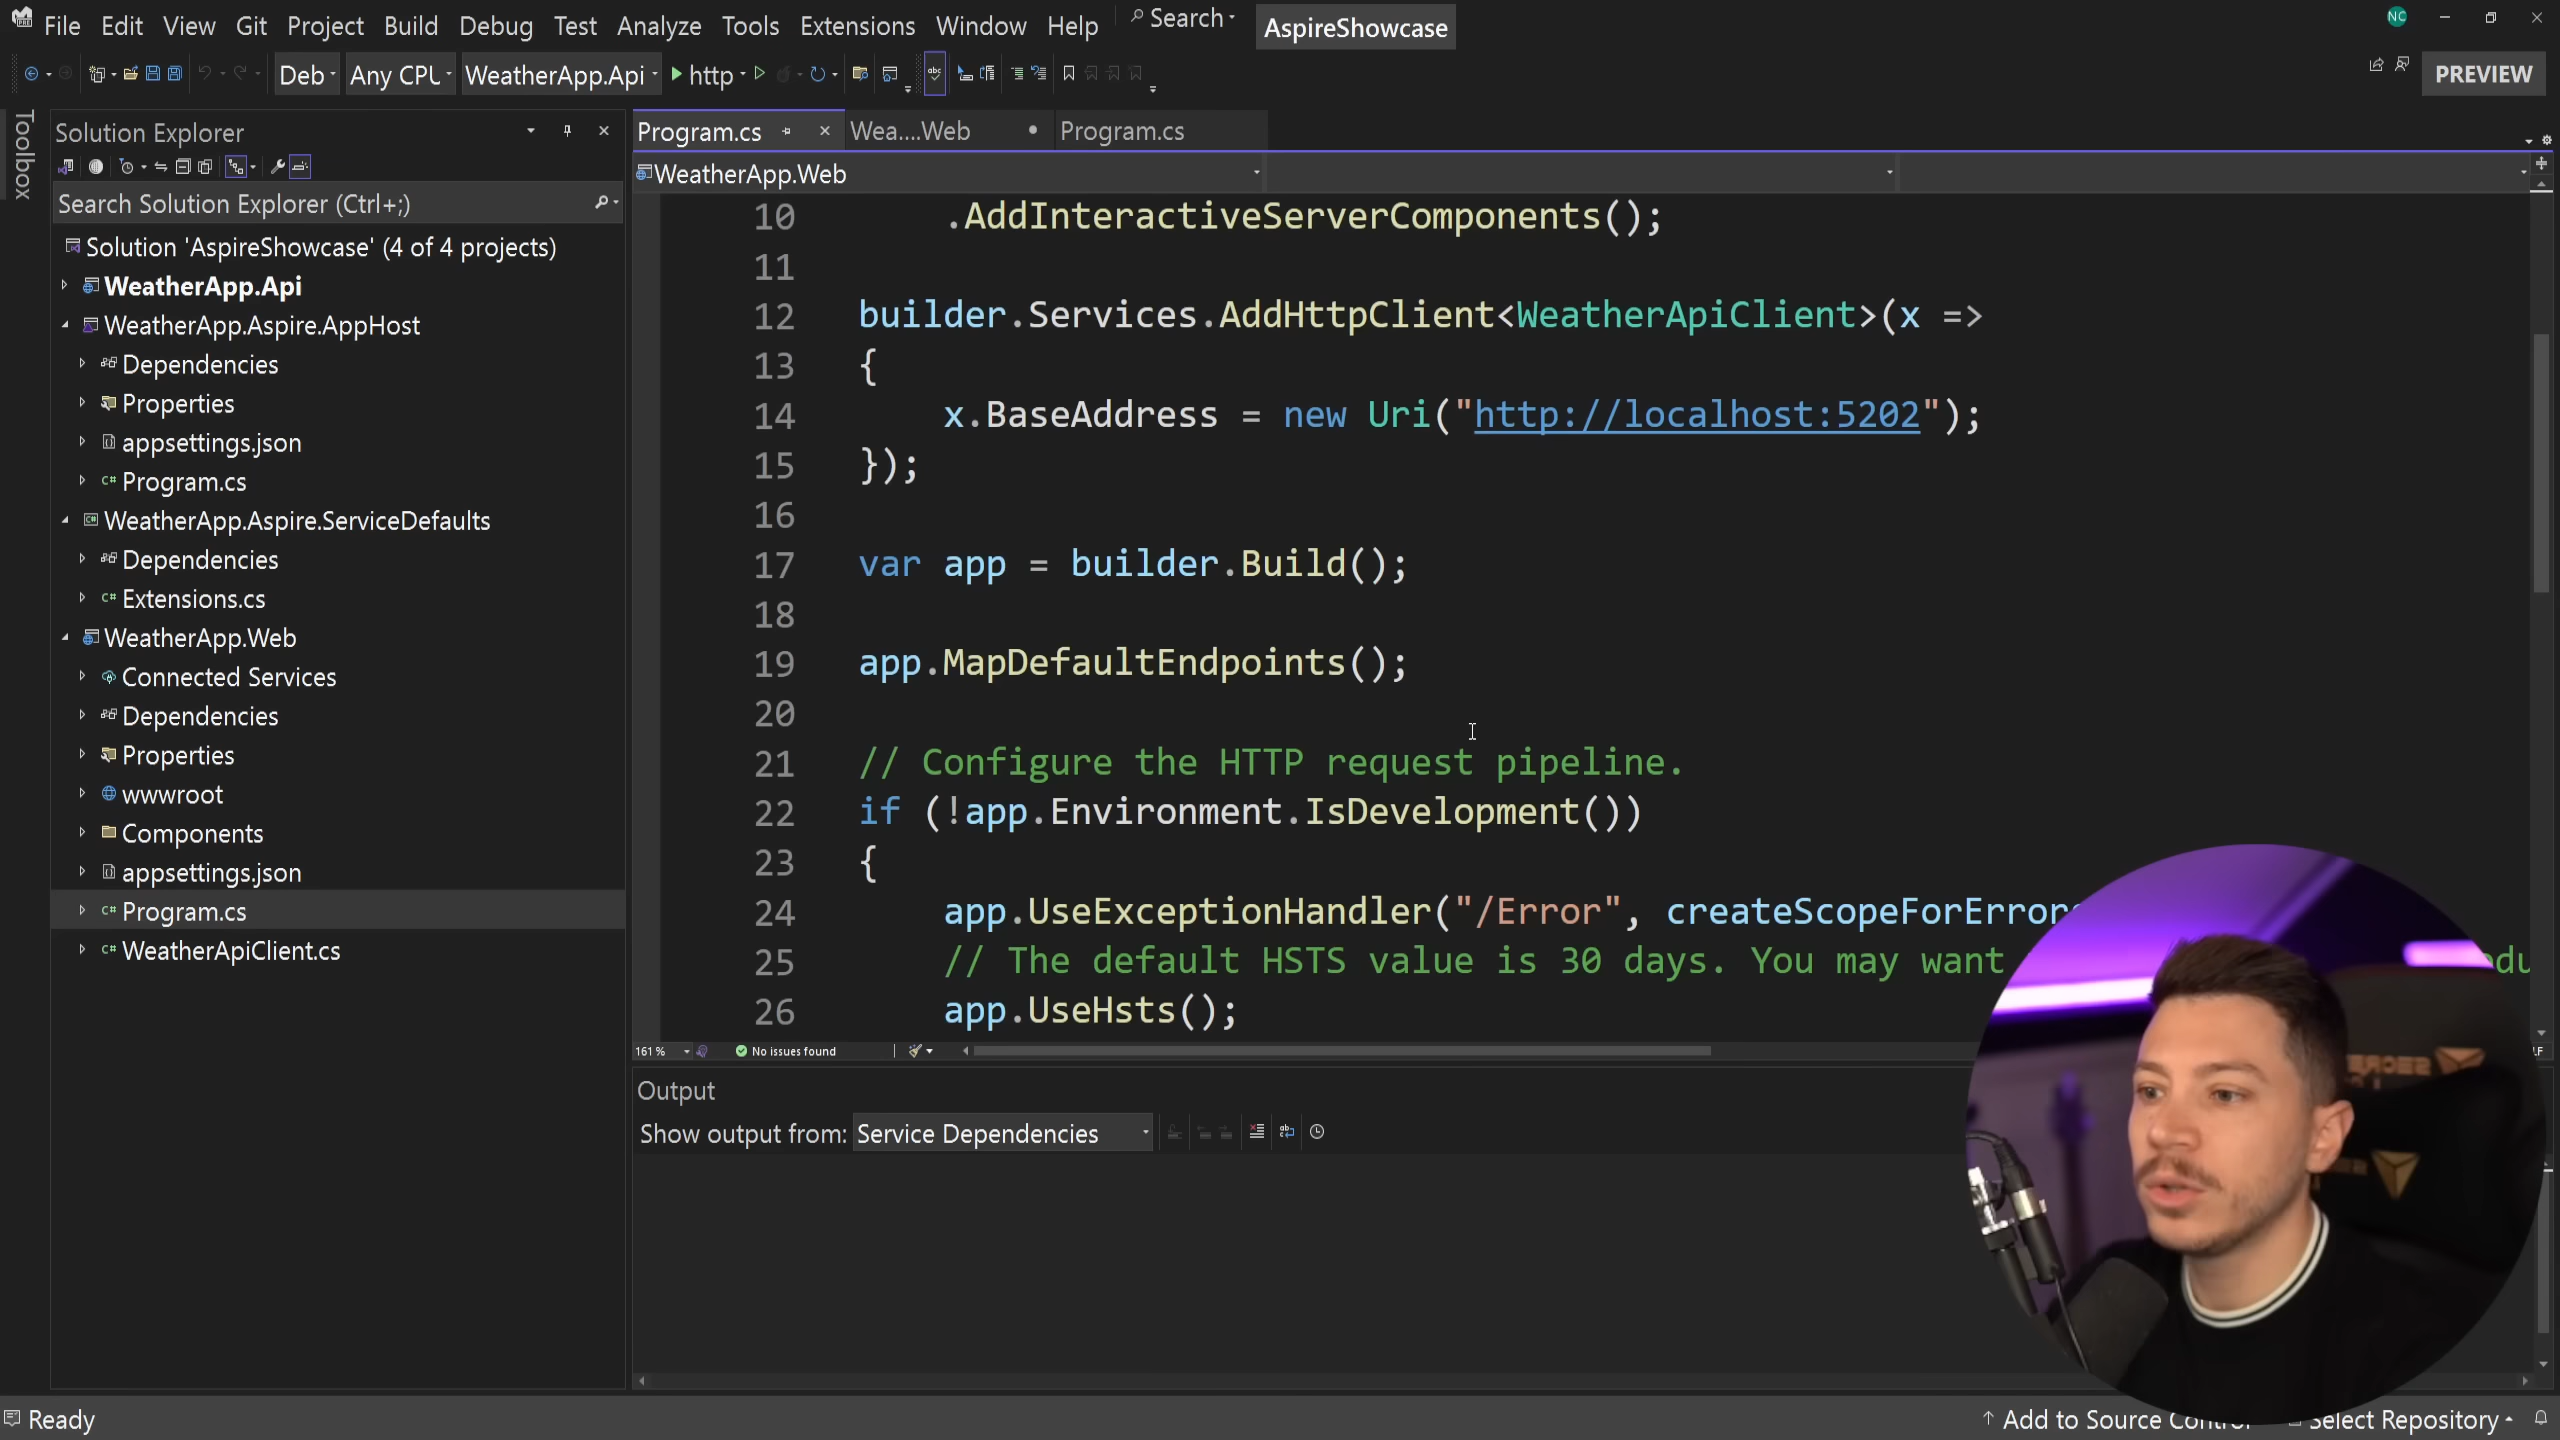 File Edit View Git Project Build Debug Test Analyze Tools Extensions Window Help Search AspireShowcase
NC
Deb Any CPU WeatherApp.Api http PREVIEW
Toolbox
Solution Explorer
Search Solution Explorer (Ctrl+;)
Solution 'AspireShowcase' (4 of 4 projects)
WeatherApp.Api
WeatherApp.Aspire.AppHost
Dependencies
Properties
appsettings.json
Program.cs
WeatherApp.Aspire.ServiceDefaults
Dependencies
Extensions.cs
WeatherApp.Web
Connected Services
Dependencies
Properties
wwwroot
Components
appsettings.json
Program.cs
WeatherApiClient.cs
Program.cs Wea....Web Program.cs
WeatherApp.Web
10 .AddInteractiveServerComponents();
11
12 builder.Services.AddHttpClient<WeatherApiClient>(x =>
13 {
14 x.BaseAddress = new Uri("http://localhost:5202");
15 });
16
17 var app = builder.Build();
18
19 app.MapDefaultEndpoints();
20
21 // Configure the HTTP request pipeline.
22 if (!app.Environment.IsDevelopment())
23 {
24 app.UseExceptionHandler("/Error", createScopeForErrors
25 // The default HSTS value is 30 days. You may want
26 app.UseHsts();
161 % No issues found
Output
Show output from: Service Dependencies
Ready
Add to Source Control Select Repository